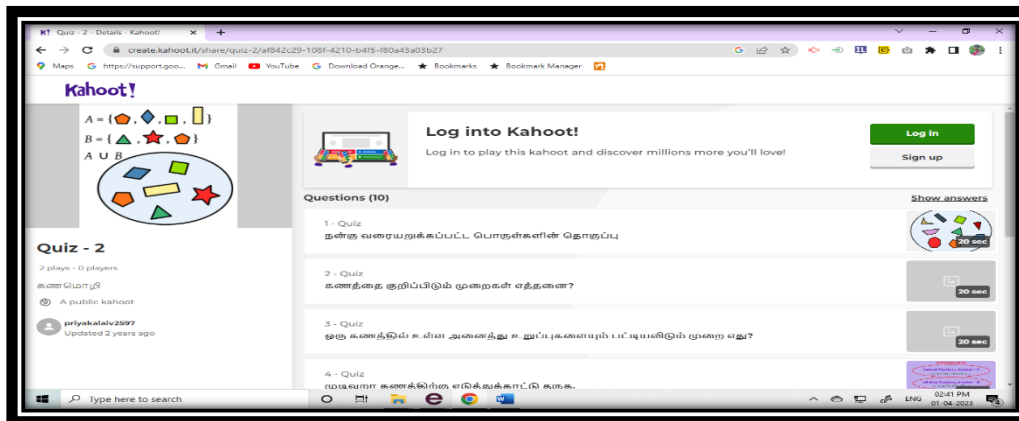 Quiz - 2 - Details - Kahoot!
create.kahoot.it/share/quiz-2/af842c29-108f-4210-b4f5-f80a45a03b27
Maps https://support.goo... Gmail YouTube Download Orange... Bookmarks Bookmark Manager
Kahoot!
A = { , , , }
B = { , , }
A U B
Log into Kahoot!
Log in to play this kahoot and discover millions more you'll love!
Log in
Sign up
Questions (10)
Show answers
1 - Quiz
நன்கு வரையறுக்கப்பட்ட பொருள்களின் தொகுப்பு
20 sec
2 - Quiz
கணத்தை குறிப்பிடும் முறைகள் எத்தனை?
20 sec
3 - Quiz
ஒரு கணத்தில் உள்ள அனைத்து உறுப்புகளையும் பட்டியலிடும் முறை எது?
20 sec
4 - Quiz
முடிவுறா கணத்திற்கு எடுத்துக்காட்டு தருக.
Quiz - 2
2 plays - 0 players
கணமொழி
A public kahoot
priyakalaiv2597
Updated 2 years ago
Type here to search
ENG
02:41 PM
01-04-2023